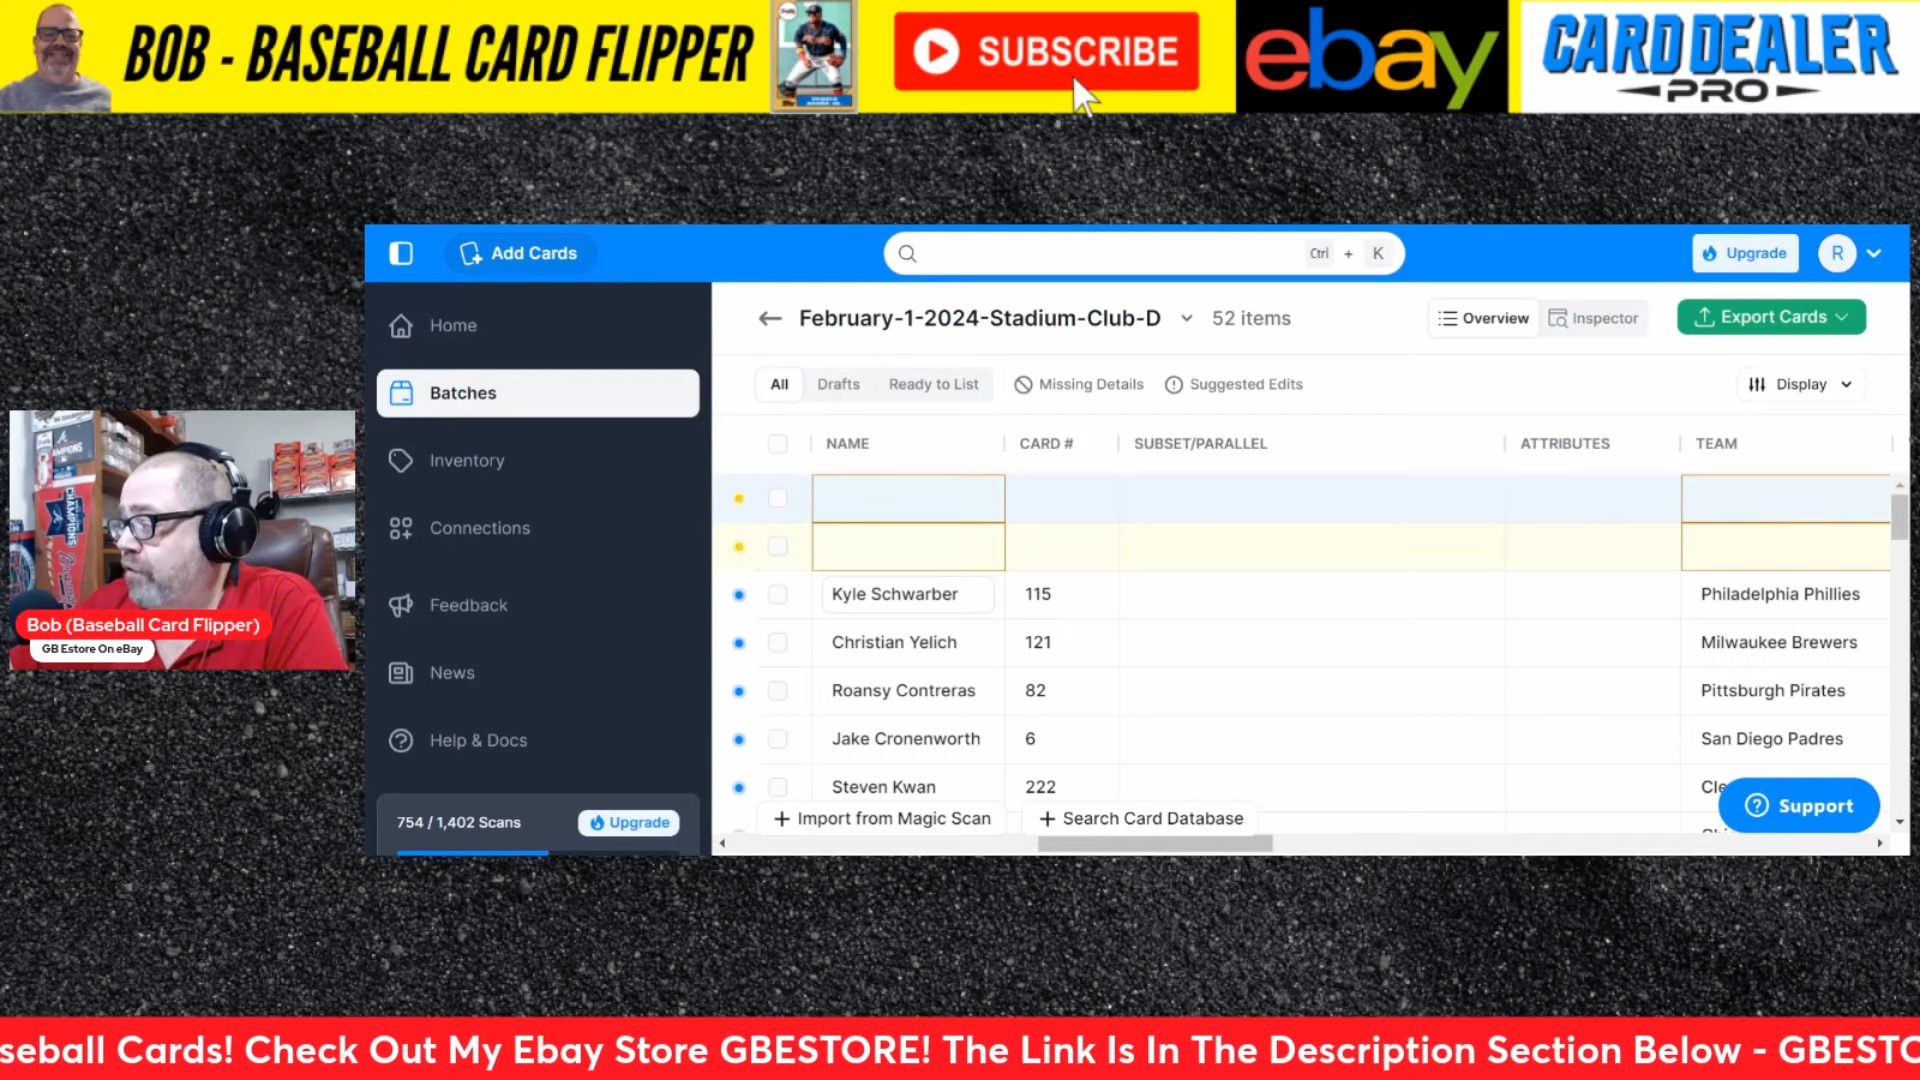 BOB - BASEBALL CARD FLIPPER
SUBSCRIBE
ebay
CARD DEALER
PRO
Add Cards
Ctrl + K
Upgrade
R
Home
Batches
Inventory
Connections
Feedback
News
Help & Docs
754 / 1,402 Scans
Upgrade
February-1-2024-Stadium-Club-D
52 items
Overview
Inspector
Export Cards
All
Drafts
Ready to List
Missing Details
Suggested Edits
Display
NAME CARD # SUBSET/PARALLEL ATTRIBUTES TEAM
Kyle Schwarber 115 Philadelphia Phillies
Christian Yelich 121 Milwaukee Brewers
Roansy Contreras 82 Pittsburgh Pirates
Jake Cronenworth 6 San Diego Padres
Steven Kwan 222
+ Import from Magic Scan
+ Search Card Database
Support
CHAMPIONS
Bob (Baseball Card Flipper)
GB Estore On eBay
seball Cards! Check Out My Ebay Store GBESTORE! The Link Is In The Description Section Below - GBESTO